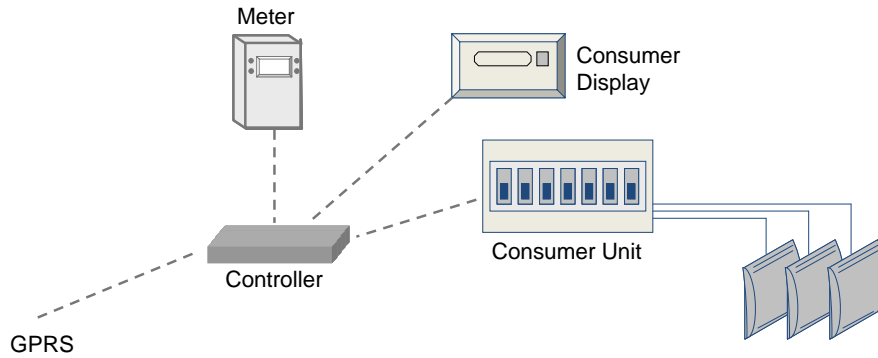 Meter
Consumer
Display
Consumer Unit
Controller
GPRS